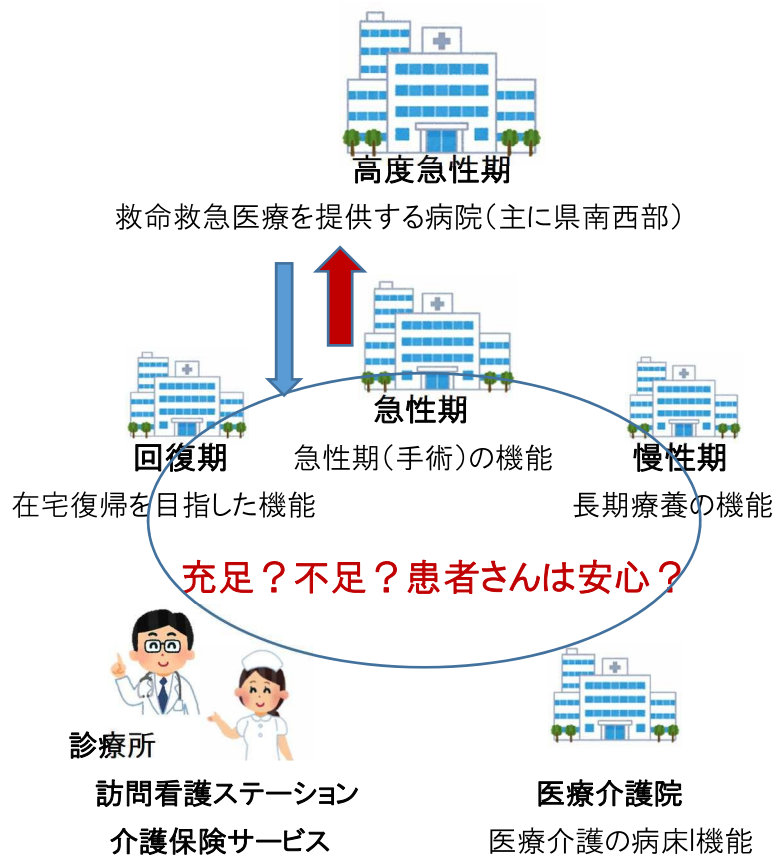 高度急性期
救命救急医療を提供する病院（主に県南西部）
急性期
急性期（手術）の機能
回復期
在宅復帰を目指した機能
慢性期
長期療養の機能
充足？不足？患者さんは安心？
診療所
訪問看護ステーション
介護保険サービス
医療介護院
医療介護の病床l機能